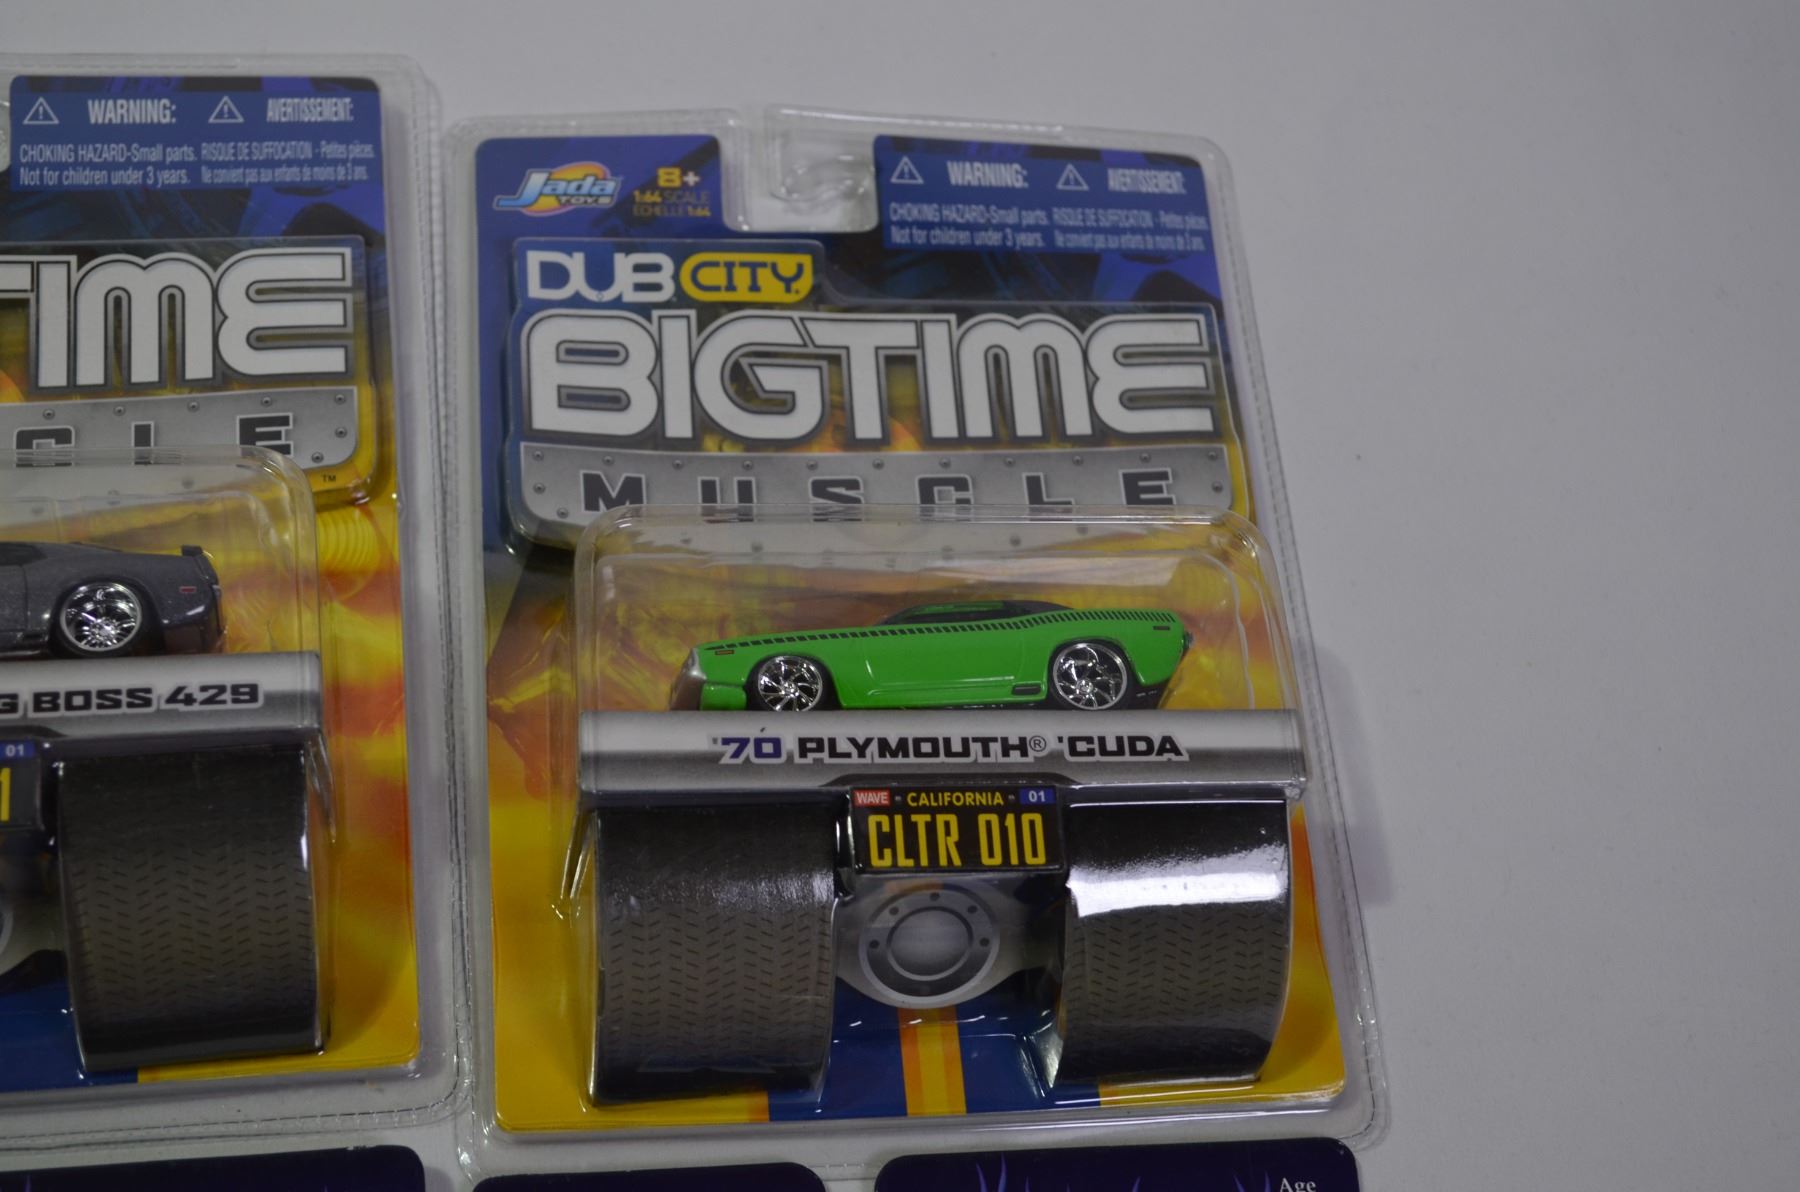 WARNING: AVERTISSEMENT:
CHOKING HAZARD-Small parts. RISQUE DE SUFFOCATION - Petites pièces.
Not for children under 3 years. Ne convient pas aux enfants de moins de 3 ans.
TIME
CLE
TM
G BOSS 429
01
1
Jada
TOYS
8+
1:64 SCALE
ECHELLE 1:64
WARNING: AVERTISSEMENT:
CHOKING HAZARD-Small parts. RISQUE DE SUFFOCATION - Petites pièces.
Not for children under 3 years. Ne convient pas aux enfants de moins de 3 ans.
DUB CITY
BIGTIME
MUSCLE
'70 PLYMOUTH® 'CUDA
WAVE - CALIFORNIA - 01
CLTR 010
Age